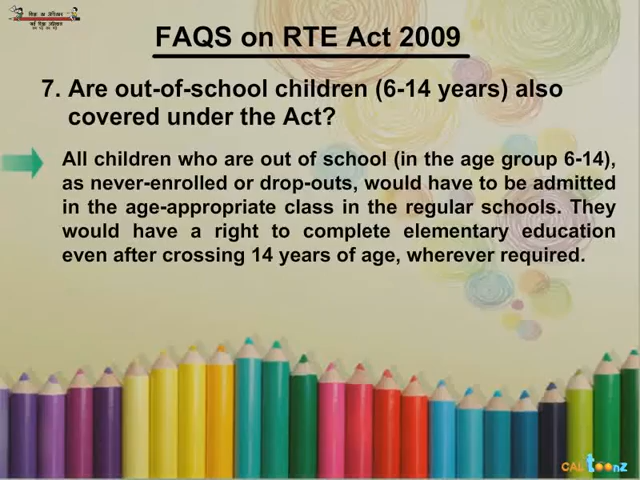 FAQS on RTE Act 2009
7. Are out-of-school children (6-14 years) also
covered under the Act?
All children who are out of school (in the age group 6-14),
as never-enrolled or drop-outs, would have to be admitted
in the age-appropriate class in the regular schools. They
would have a right to complete elementary education
even after crossing 14 years of age, wherever required.
CALtoonz